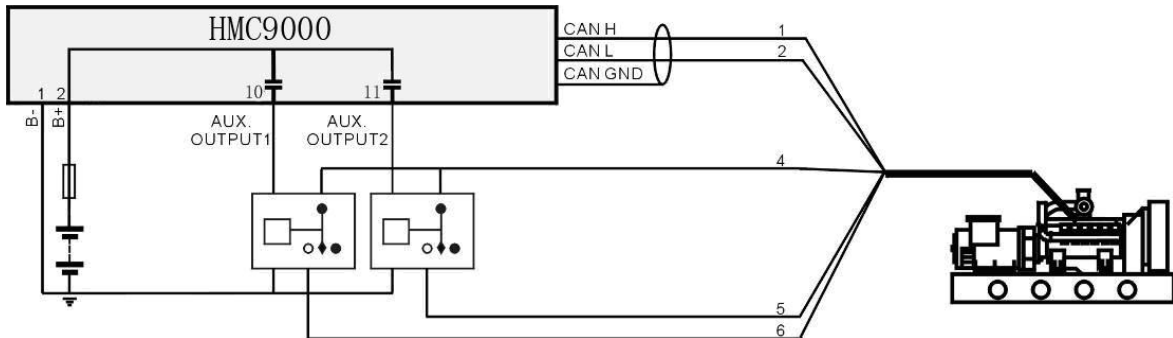 HMC9000
CAN H
1
CAN L
2
CAN GND
1 2
10
11
B-
B+
AUX.
OUTPUT1
AUX.
OUTPUT2
4
5
6